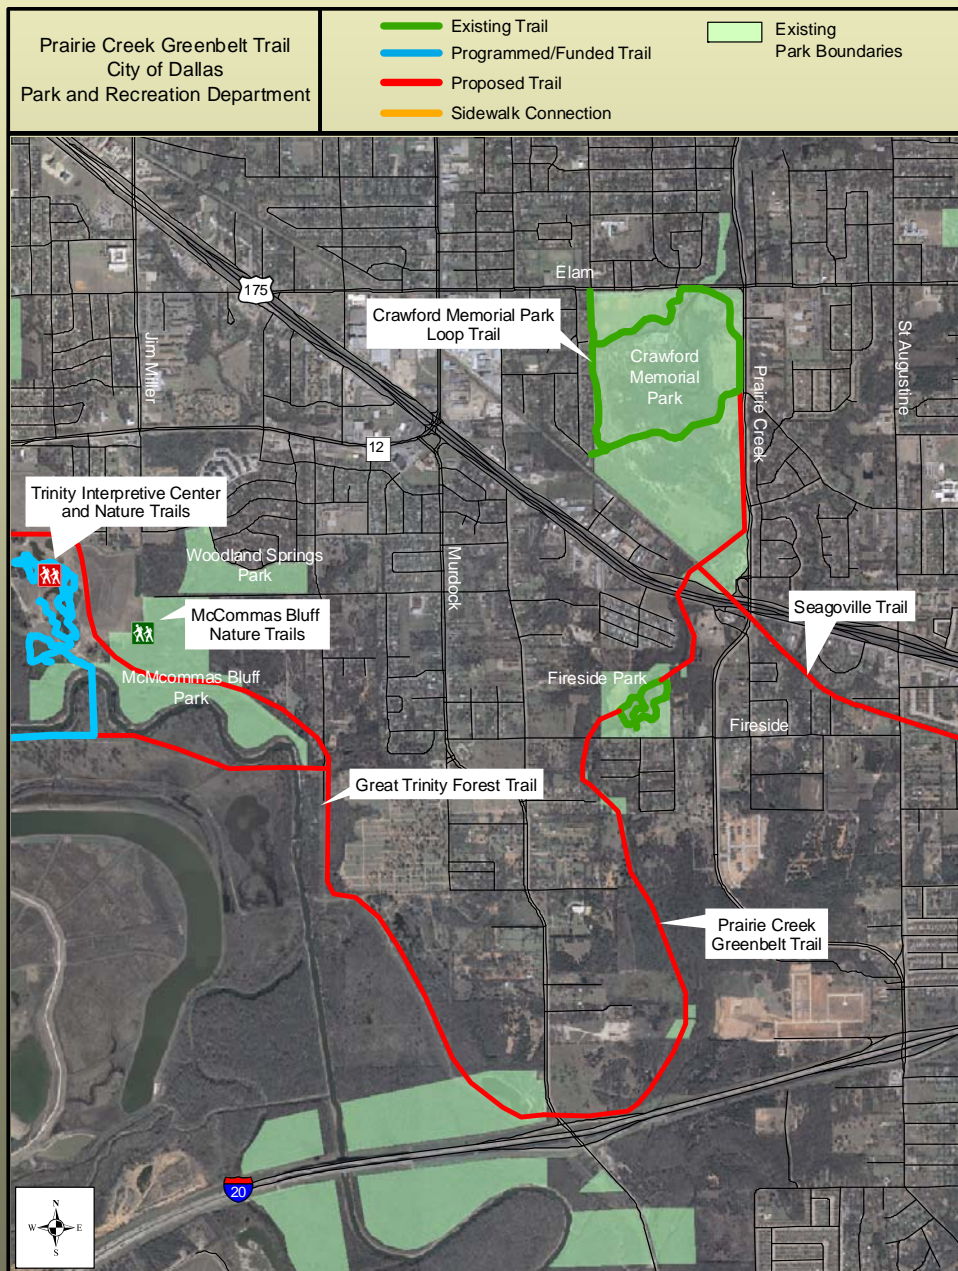 Prairie Creek Greenbelt Trail
City of Dallas
Park and Recreation Department
Existing Trail
Programmed/Funded Trail
Proposed Trail
Sidewalk Connection
Existing
Park Boundaries
Elam
175
Crawford Memorial Park
Loop Trail
Crawford
Memorial
Park
Jim Miller
Prairie Creek
St Augustine
12
Trinity Interpretive Center
and Nature Trails
Woodland Springs
Park
Murdock
McCommas Bluff
Nature Trails
Seagoville Trail
McMcommas Bluff
Park
Fireside Park
Fireside
Great Trinity Forest Trail
Prairie Creek
Greenbelt Trail
20
N
W E
S